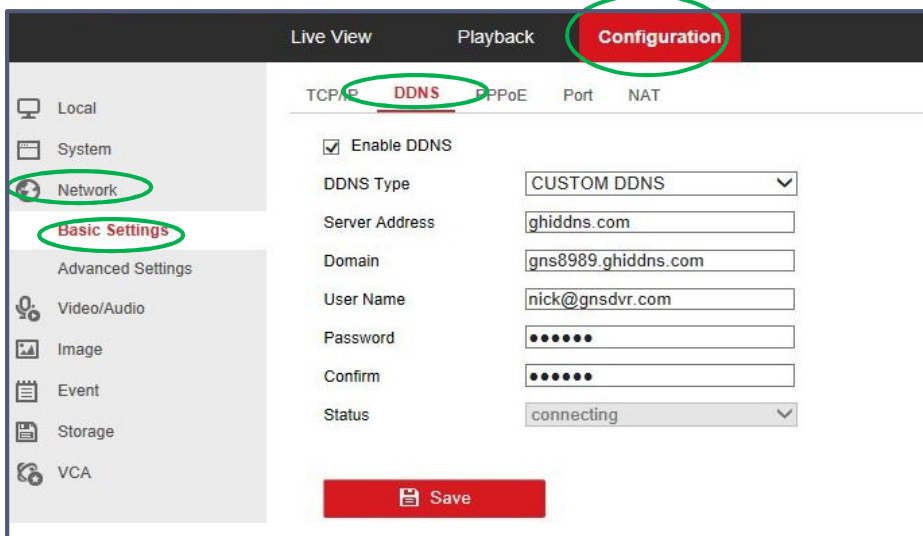 Live View Playback Configuration
TCP/IP DDNS PPPoE Port NAT
Local
System
Network
Basic Settings
Advanced Settings
Video/Audio
Image
Event
Storage
VCA
Enable DDNS
DDNS Type CUSTOM DDNS
Server Address ghiddns.com
Domain gns8989.ghiddns.com
User Name nick@gnsdvr.com
Password ●●●●●●
Confirm ●●●●●●
Status connecting
Save